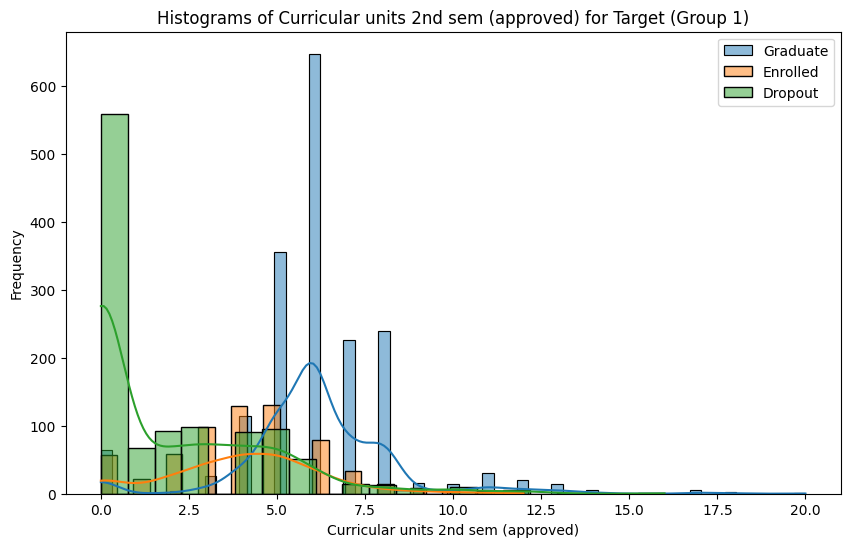 Histograms of Curricular units 2nd sem (approved) for Target (Group 1)
Graduate
Enrolled
Dropout
Frequency
600
500
400
300
200
100
0
0.0 2.5 5.0 7.5 10.0 12.5 15.0 17.5 20.0
Curricular units 2nd sem (approved)